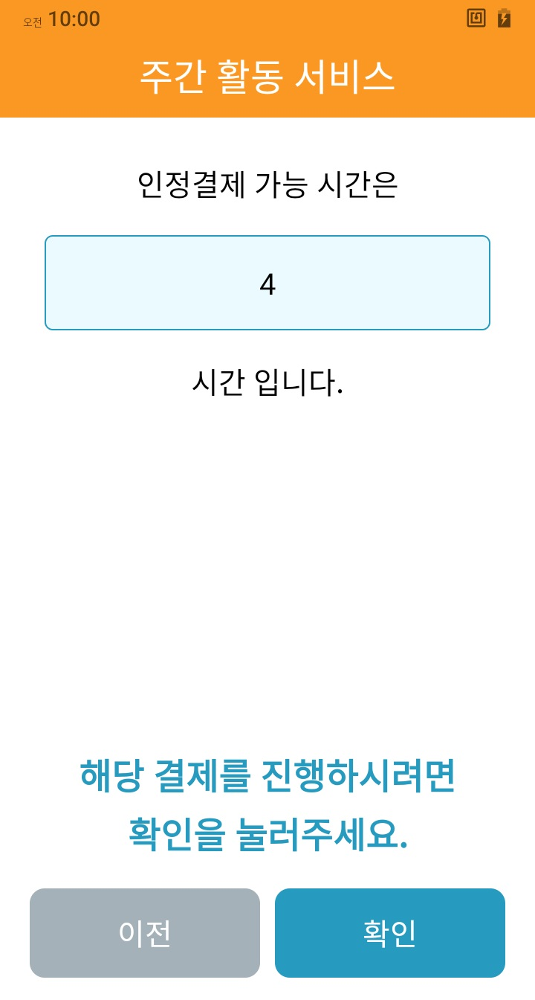 오전 10:00
주간 활동 서비스
인정결제 가능 시간은
4
시간 입니다.
해당 결제를 진행하시려면
확인을 눌러주세요.
이전 확인